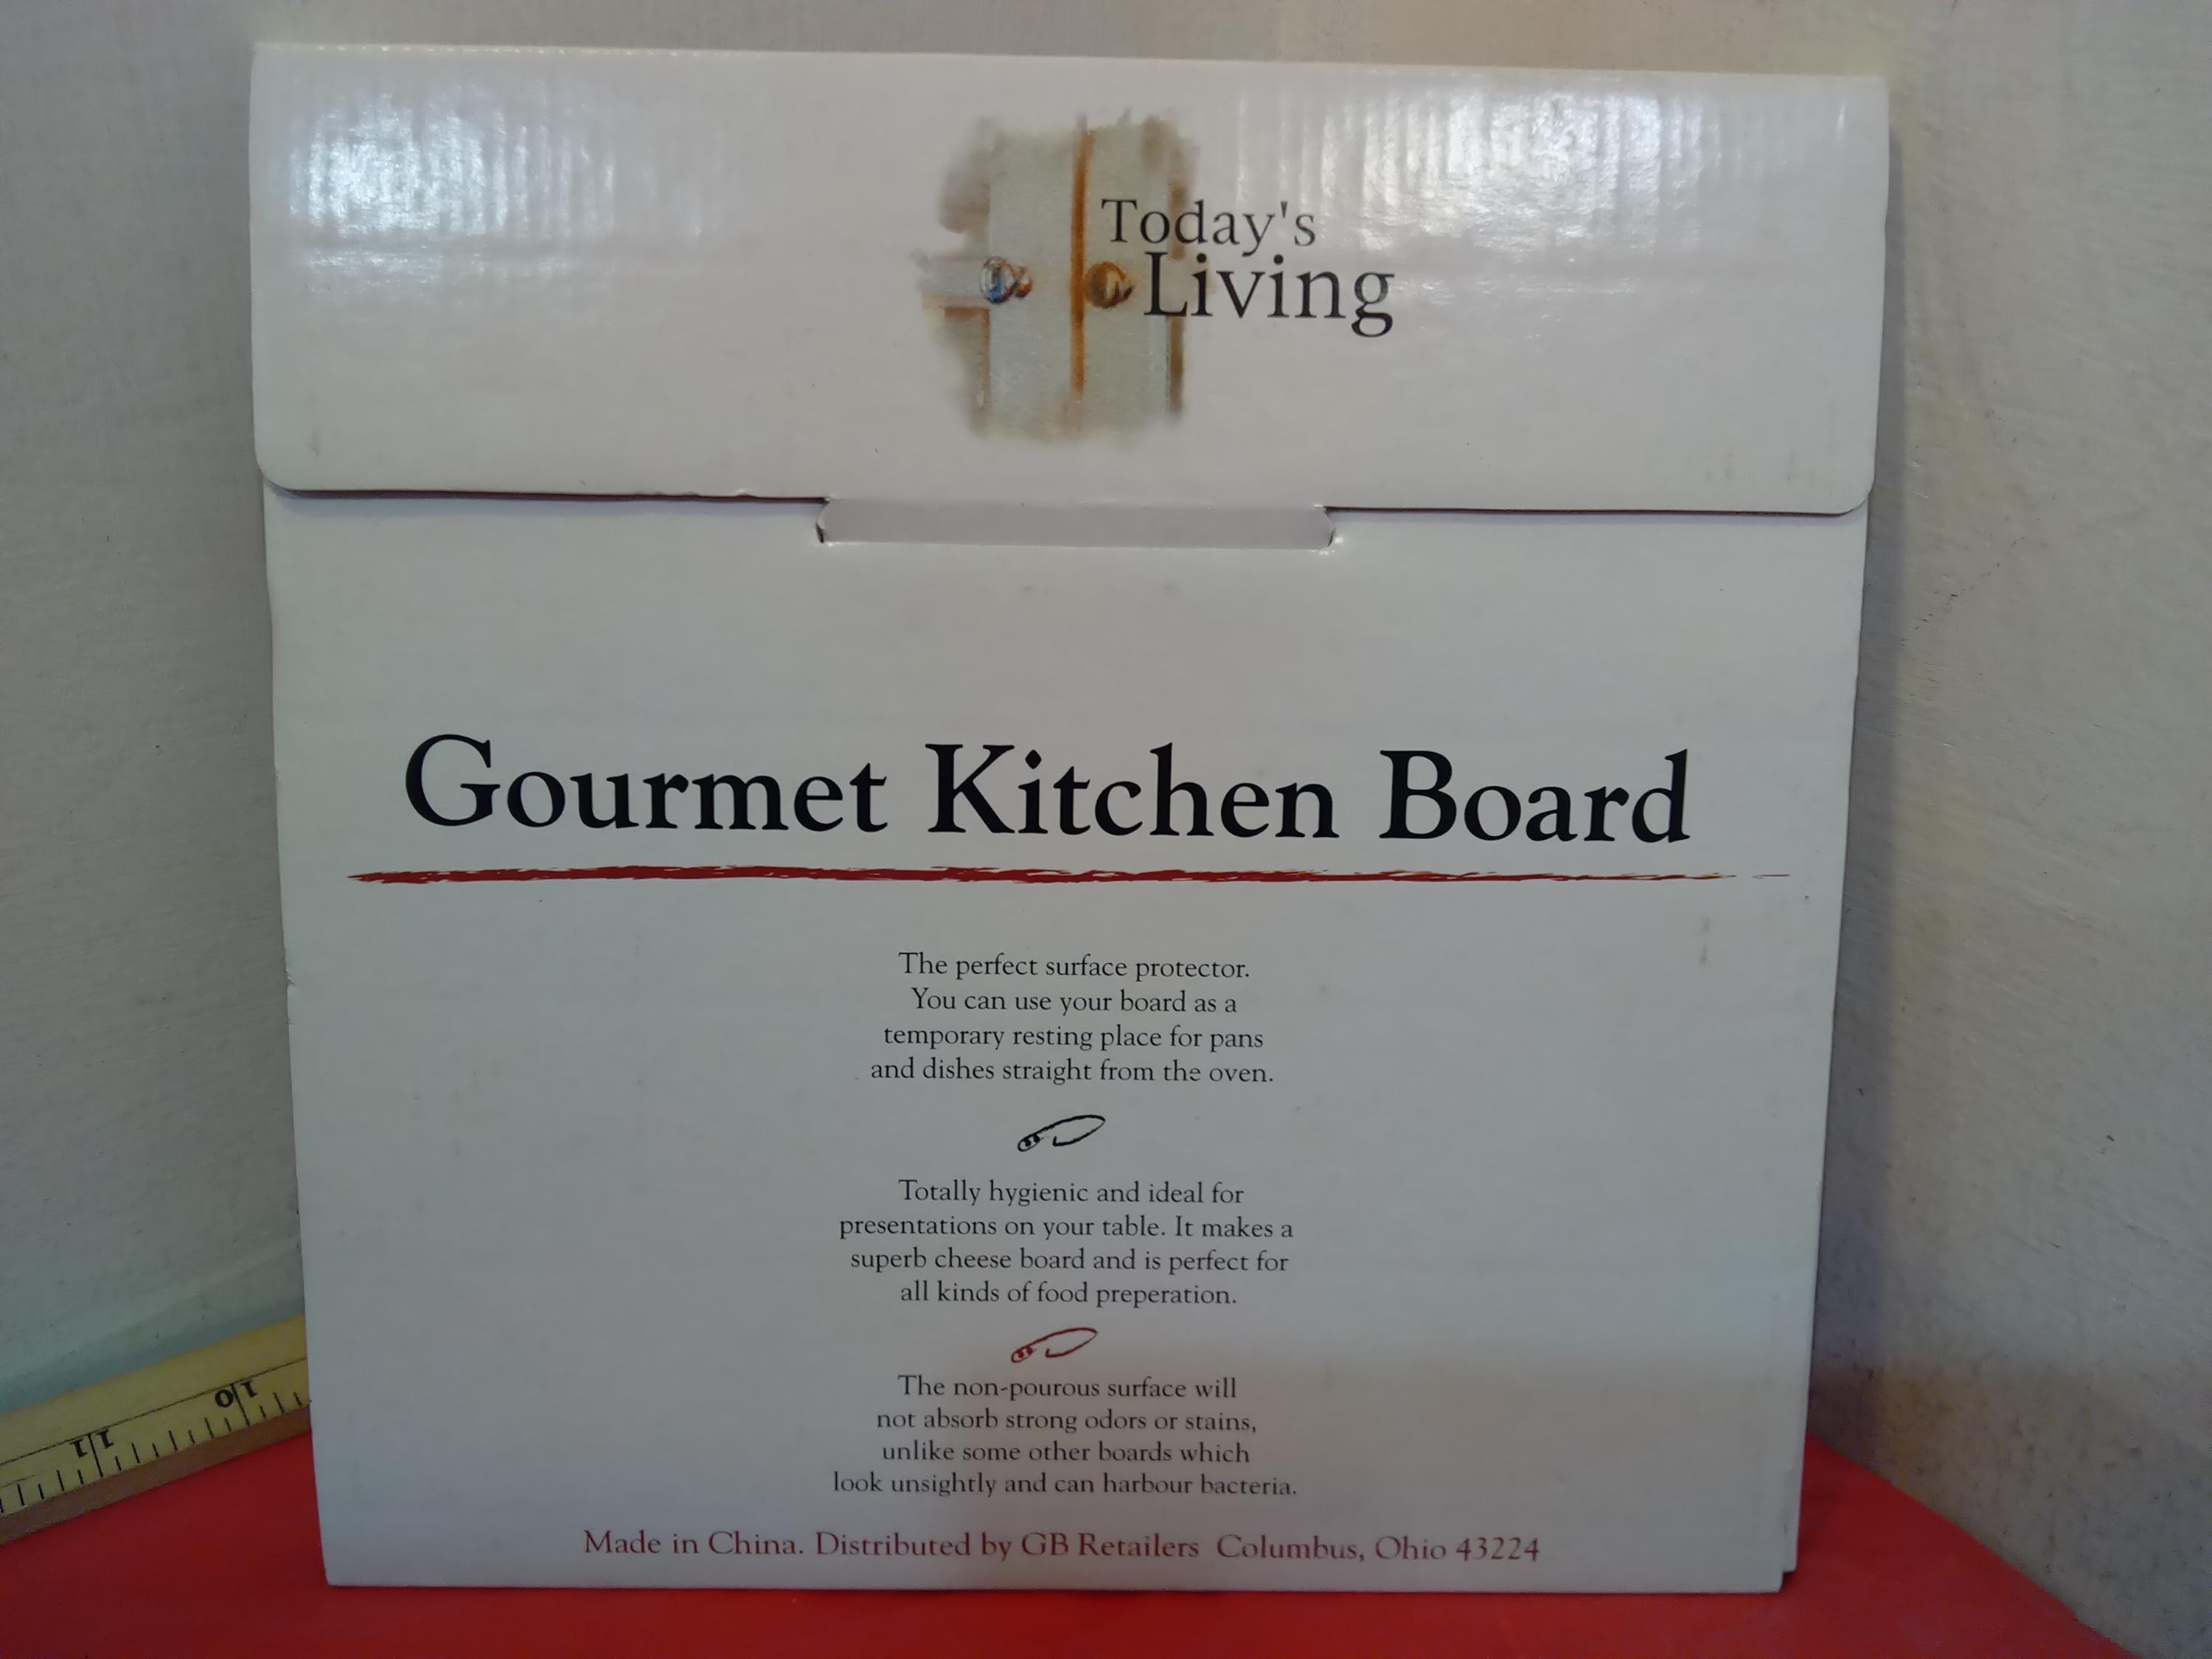 Today's
Living
Gourmet Kitchen Board
The perfect surface protector.
You can use your board as a
temporary resting place for pans
and dishes straight from the oven.
Totally hygienic and ideal for
presentations on your table. It makes a
superb cheese board and is perfect for
all kinds of food preperation.
The non-pourous surface will
not absorb strong odors or stains,
unlike some other boards which
look unsightly and can harbour bacteria.
Made in China. Distributed by GB Retailers Columbus, Ohio 43224
10
11